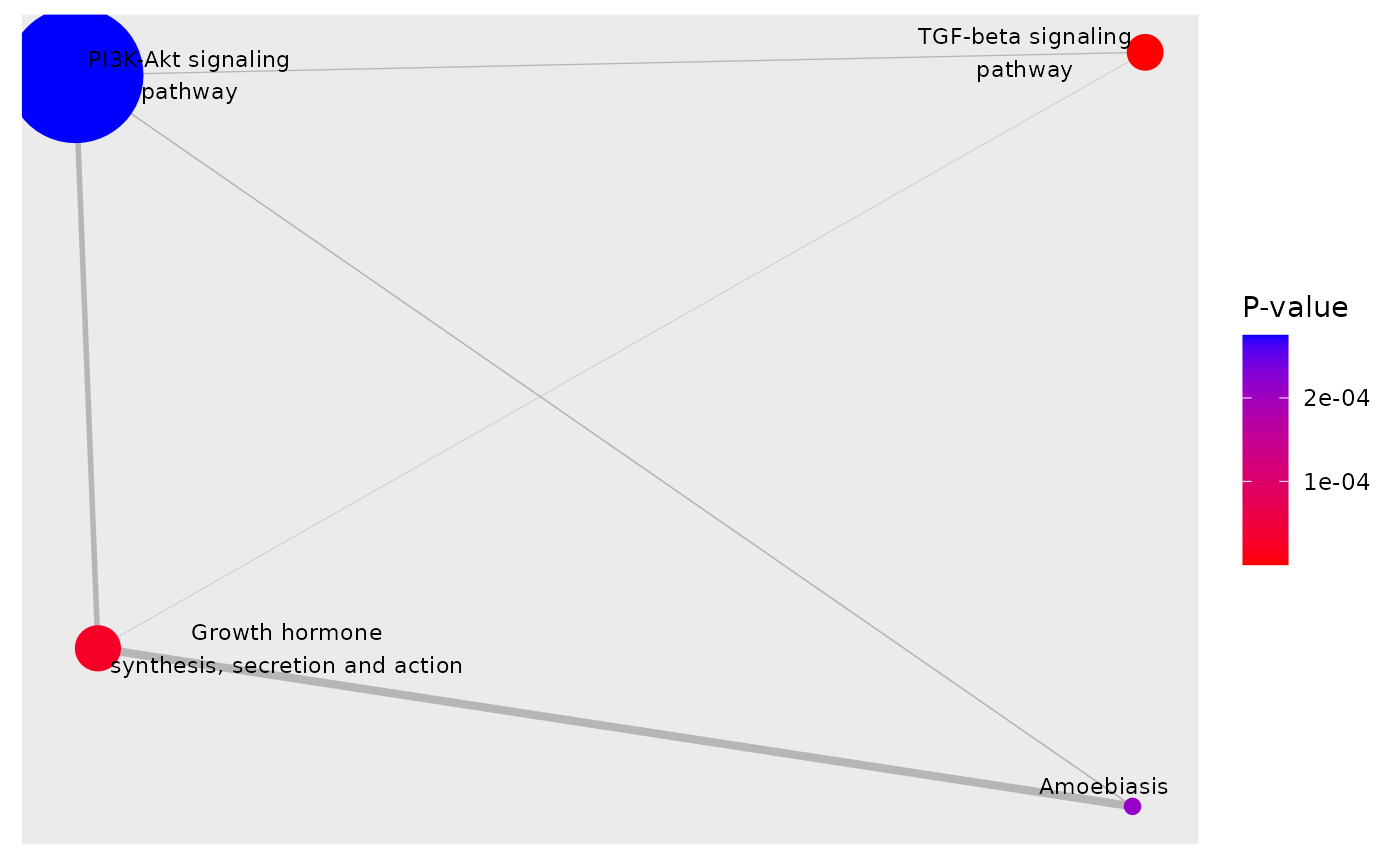 PI3K-Akt signaling
pathway
TGF-beta signaling
pathway
Growth hormone
synthesis, secretion and action
Amoebiasis
P-value
2e-04
1e-04